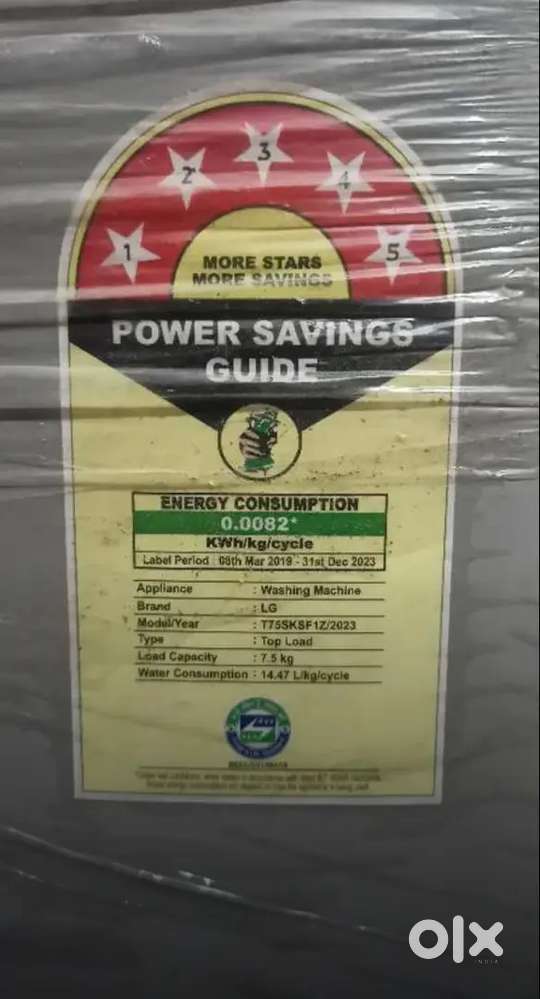 1 2 3 4 5
MORE STARS
MORE SAVINGS
POWER SAVINGS
GUIDE
ENERGY CONSUMPTION
0.0082*
KWh/kg/cycle
Label Period : 08th Mar 2019 - 31st Dec 2023
Appliance : Washing Machine
Brand : LG
Model/Year : T75SKSF1Z/2023
Type : Top Load
Load Capacity : 7.5 kg
Water Consumption : 14.47 L/kg/cycle
olx
INDIA